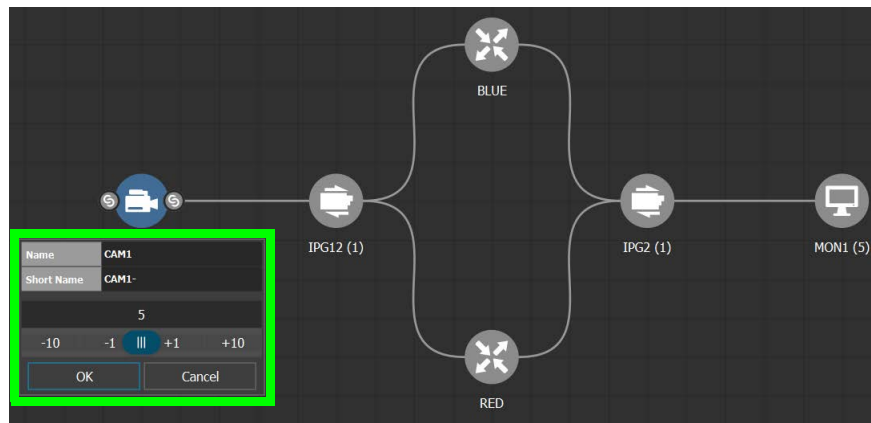 BLUE
IPG12 (1)
IPG2 (1)
MON1 (5)
Name CAM1
Short Name CAM1-
5
-10 -1 +1 +10
OK Cancel
RED